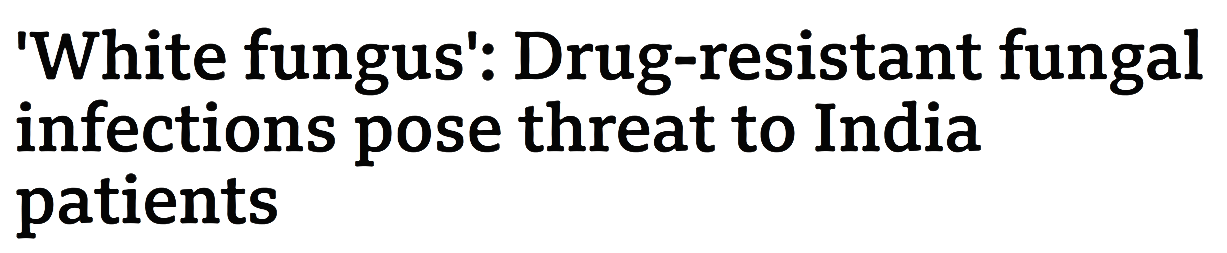 'White fungus': Drug-resistant fungal
infections pose threat to India
patients